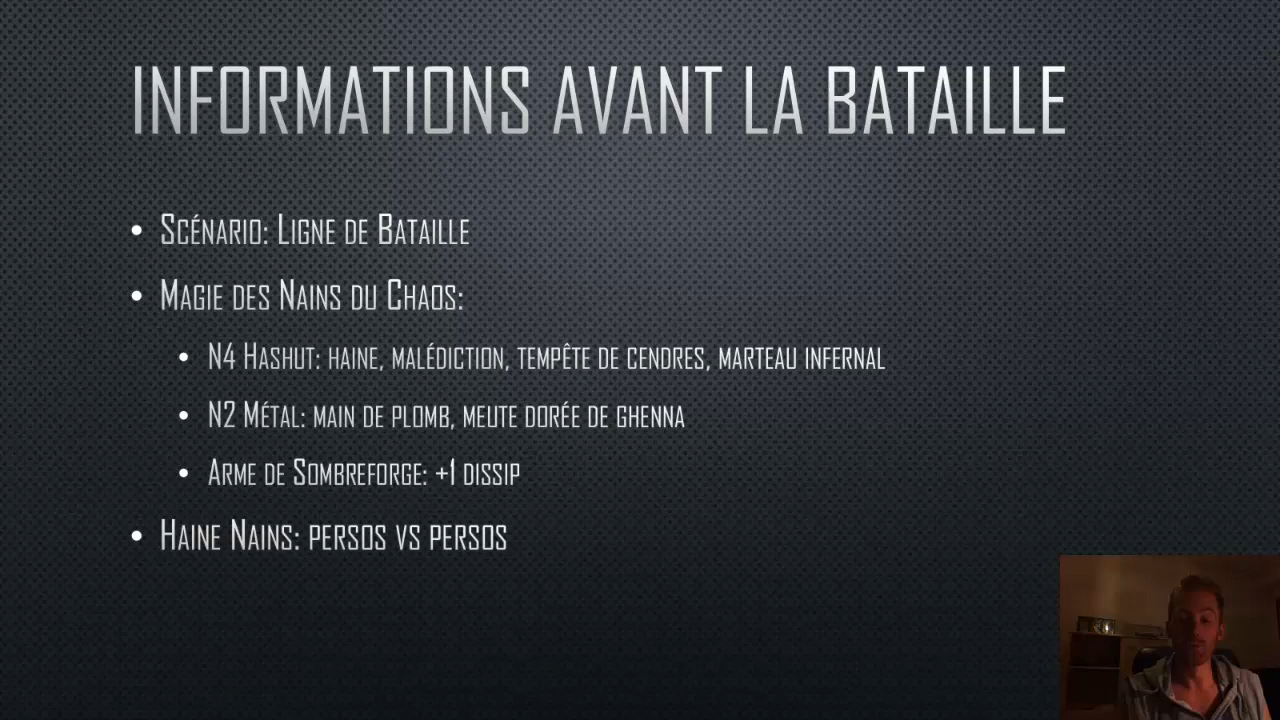 INFORMATIONS AVANT LA BATAILLE
• SCÉNARIO: LIGNE DE BATAILLE
• MAGIE DES NAINS DU CHAOS:
• N4 HASHUT: HAINE, MALÉDICTION, TEMPÊTE DE CENDRES, MARTEAU INFERNAL
• N2 MÉTAL: MAIN DE PLOMB, MEUTE DORÉE DE GHENNA
• ARME DE SOMBREFORGE: +1 DISSIP
• HAINE NAINS: PERSOS VS PERSOS